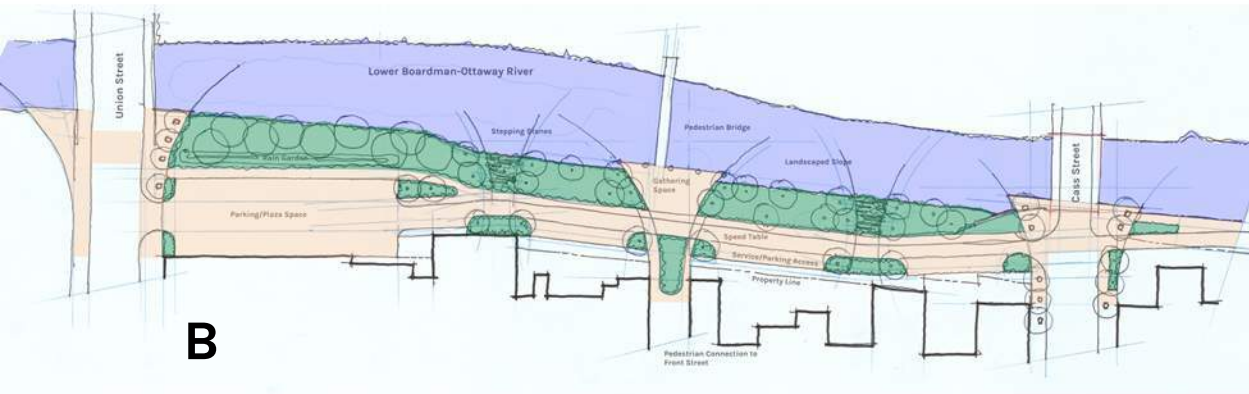 Union Street
Lower Boardman-Ottaway River
Stepping Stones
Pedestrian Bridge
Rain Garden
Landscaped Slope
Cass Street
Gathering
Space
Parking/Plaza Space
Speed Table
Service/Parking Access
Property Line
B
Pedestrian Connection to
Front Street